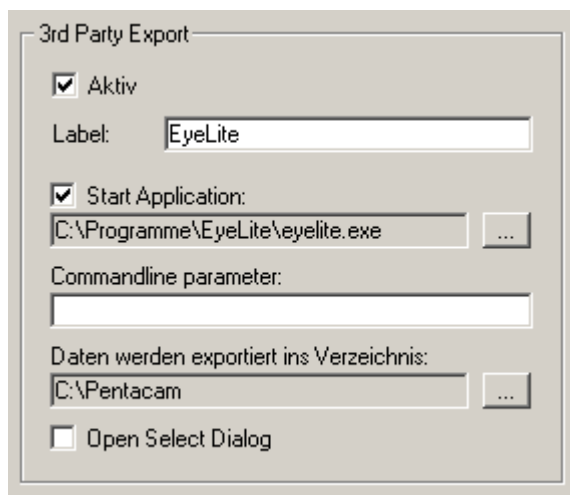 3rd Party Export
Aktiv
Label: EyeLite
Start Application:
C:\Programme\EyeLite\eyelite.exe ...
Commandline parameter:
Daten werden exportiert ins Verzeichnis:
C:\Pentacam ...
Open Select Dialog